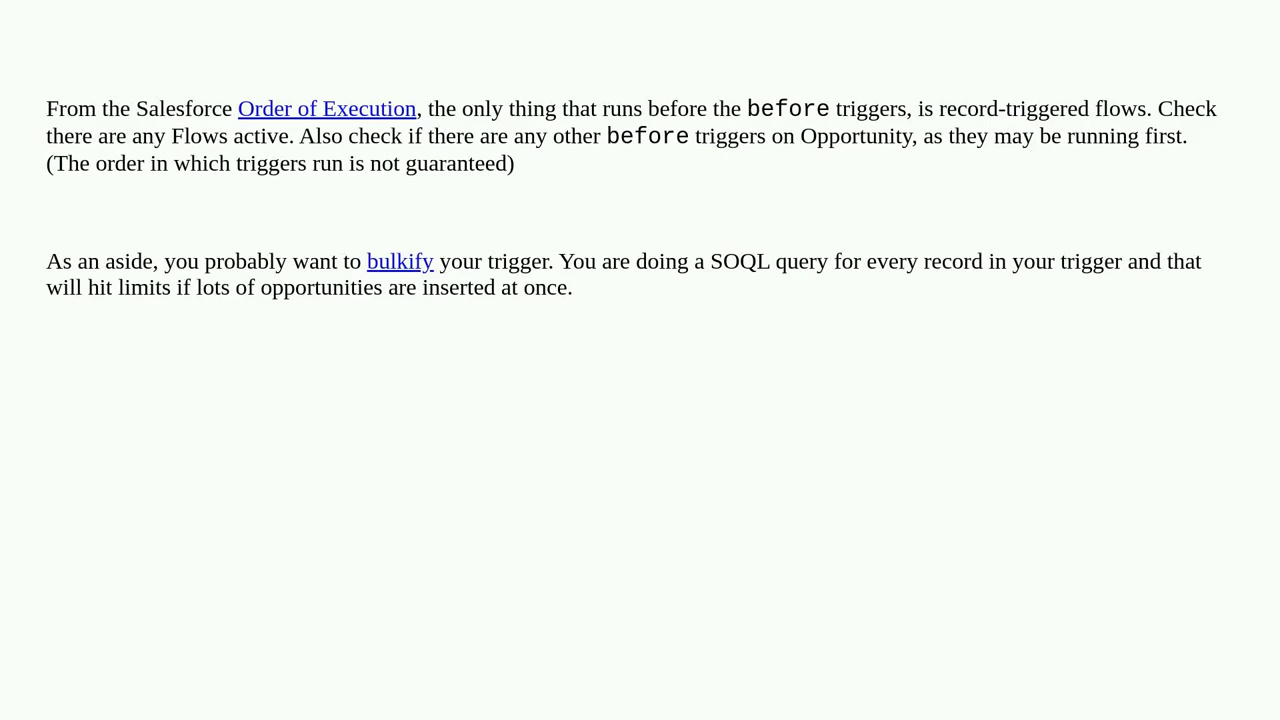 From the Salesforce Order of Execution, the only thing that runs before the before triggers, is record-triggered flows. Check
there are any Flows active. Also check if there are any other before triggers on Opportunity, as they may be running first.
(The order in which triggers run is not guaranteed)
As an aside, you probably want to bulkify your trigger. You are doing a SOQL query for every record in your trigger and that
will hit limits if lots of opportunities are inserted at once.